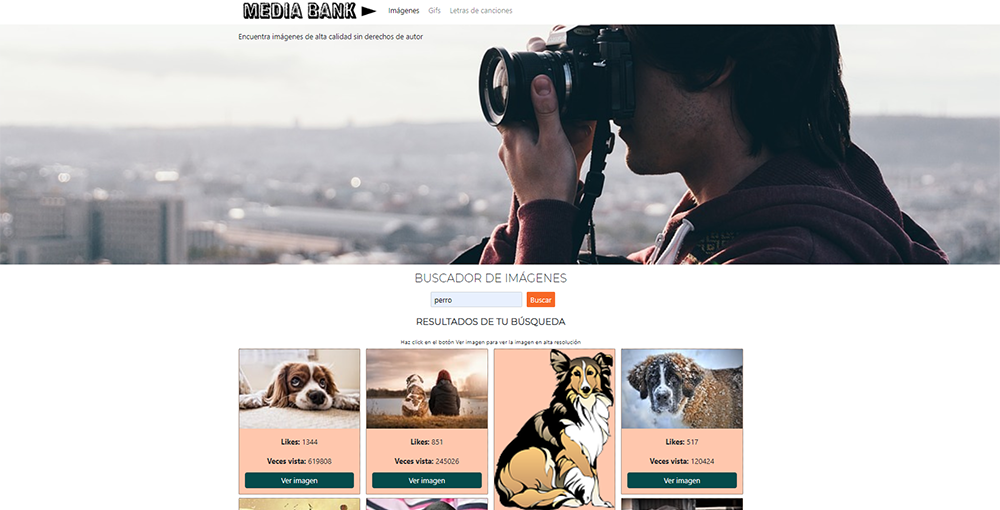 MEDIA BANK Imágenes Gifs Letras de canciones
Encuentra imágenes de alta calidad sin derechos de autor
BUSCADOR DE IMÁGENES
perro Buscar
RESULTADOS DE TU BÚSQUEDA
Haz click en el botón Ver imagen para ver la imagen en alta resolución
Likes: 1344 Likes: 851 Likes: 517
Veces vista: 619808 Veces vista: 245026 Veces vista: 120424
Ver imagen Ver imagen Ver imagen